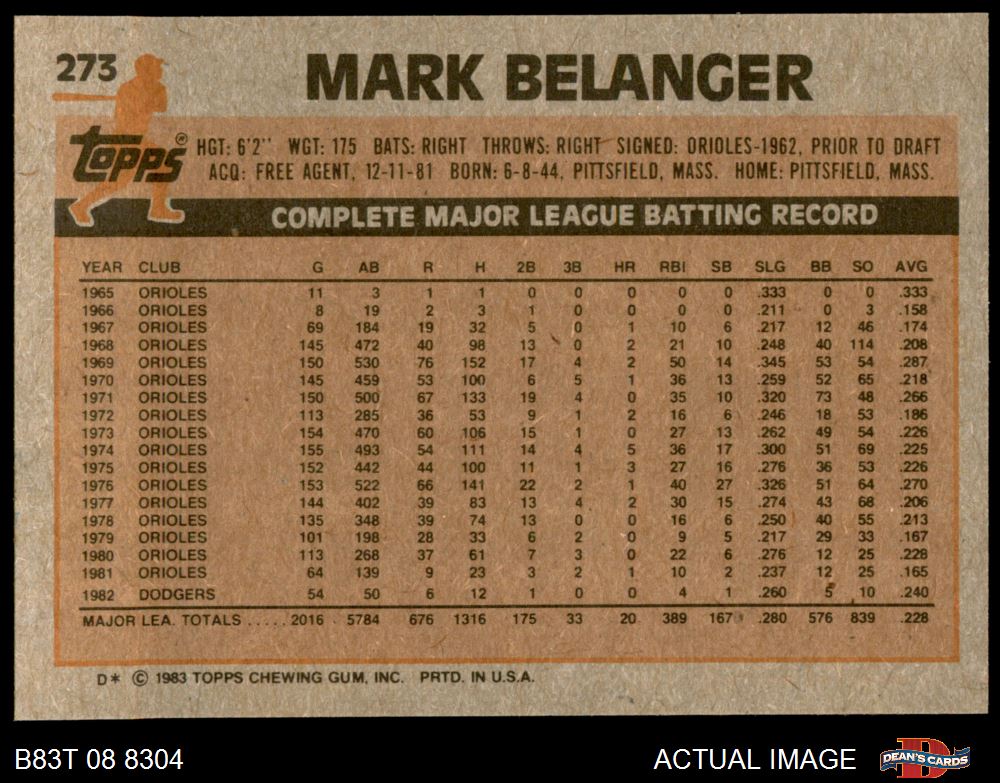 273 MARK BELANGER
Topps® HGT: 6'2" WGT: 175 BATS: RIGHT THROWS: RIGHT SIGNED: ORIOLES-1962, PRIOR TO DRAFT
ACQ: FREE AGENT, 12-11-81 BORN: 6-8-44, PITTSFIELD, MASS. HOME: PITTSFIELD, MASS.
COMPLETE MAJOR LEAGUE BATTING RECORD
YEAR CLUB G AB R H 2B 3B HR RBI SB SLG BB SO AVG
1965 ORIOLES 11 3 1 1 0 0 0 0 0 .333 0 0 .333
1966 ORIOLES 8 19 2 3 1 0 0 0 0 .211 0 3 .158
1967 ORIOLES 69 184 19 32 5 0 1 10 6 .217 12 46 .174
1968 ORIOLES 145 472 40 98 13 0 2 21 10 .248 40 114 .208
1969 ORIOLES 150 530 76 152 17 4 2 50 14 .345 53 54 .287
1970 ORIOLES 145 459 53 100 6 5 1 36 13 .259 52 65 .218
1971 ORIOLES 150 500 67 133 19 4 0 35 10 .320 73 48 .266
1972 ORIOLES 113 285 36 53 9 1 2 16 6 .246 18 53 .186
1973 ORIOLES 154 470 60 106 15 1 0 27 13 .262 49 54 .226
1974 ORIOLES 155 493 54 111 14 4 5 36 17 .300 51 69 .225
1975 ORIOLES 152 442 44 100 11 1 3 27 16 .276 36 53 .226
1976 ORIOLES 153 522 66 141 22 2 1 40 27 .326 51 64 .270
1977 ORIOLES 144 402 39 83 13 4 2 30 15 .274 43 68 .206
1978 ORIOLES 135 348 39 74 13 0 0 16 6 .250 40 55 .213
1979 ORIOLES 101 198 28 33 6 2 0 9 5 .217 29 33 .167
1980 ORIOLES 113 268 37 61 7 3 0 22 6 .276 12 25 .228
1981 ORIOLES 64 139 9 23 3 2 1 10 2 .237 12 25 .165
1982 DODGERS 54 50 6 12 1 0 0 4 1 .260 5 10 .240
MAJOR LEA. TOTALS ..... 2016 5784 676 1316 175 33 20 389 167 .280 576 839 .228
D* © 1983 TOPPS CHEWING GUM, INC. PRTD. IN U.S.A.
B83T 08 8304 ACTUAL IMAGE D DEAN'S CARDS